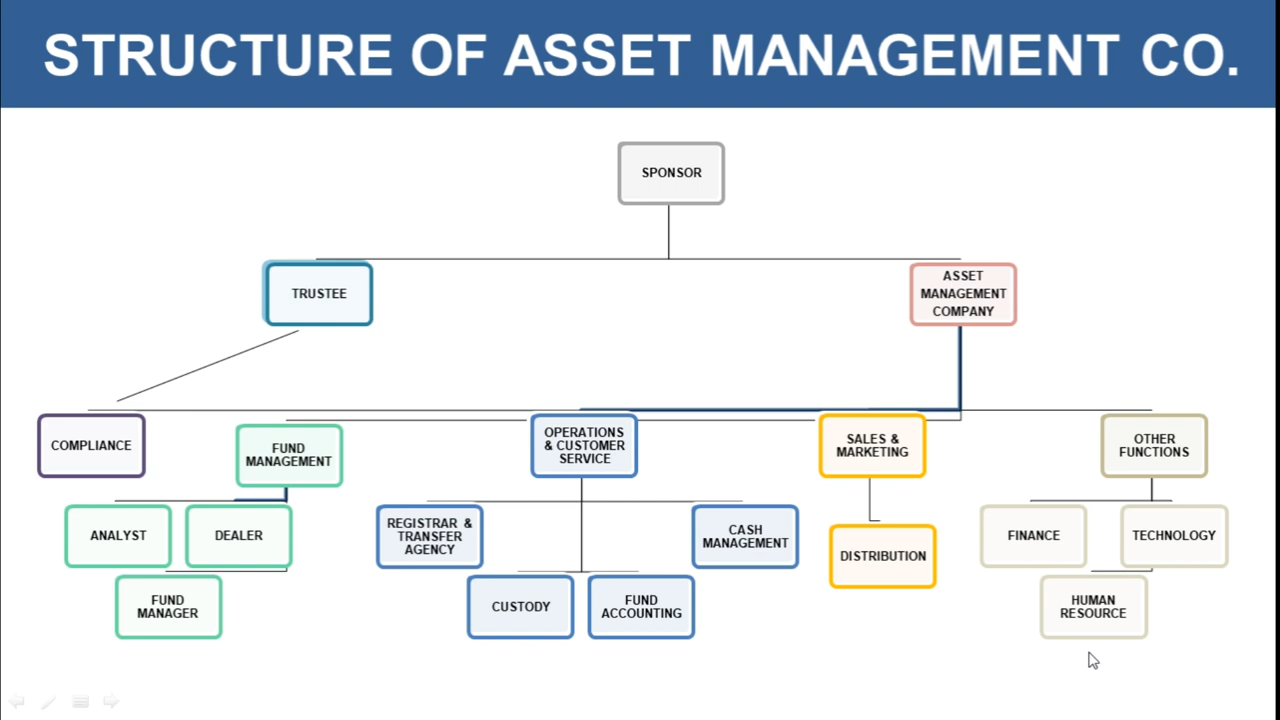 STRUCTURE OF ASSET MANAGEMENT CO.
SPONSOR
TRUSTEE
ASSET
MANAGEMENT
COMPANY
COMPLIANCE
FUND
MANAGEMENT
OPERATIONS
& CUSTOMER
SERVICE
SALES &
MARKETING
OTHER
FUNCTIONS
ANALYST
DEALER
FUND
MANAGER
REGISTRAR &
TRANSFER
AGENCY
CASH
MANAGEMENT
CUSTODY
FUND
ACCOUNTING
DISTRIBUTION
FINANCE
TECHNOLOGY
HUMAN
RESOURCE